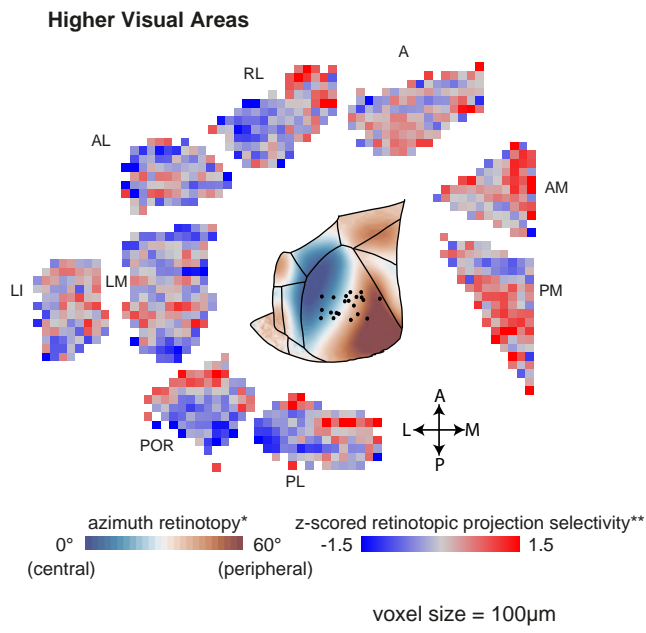 Higher Visual Areas
A
RL
AL
AM
LI
LM
PM
A
L
M
P
POR
PL
azimuth retinotopy*
z-scored retinotopic projection selectivity**
0°
60°
-1.5
1.5
(central)
(peripheral)
voxel size = 100µm